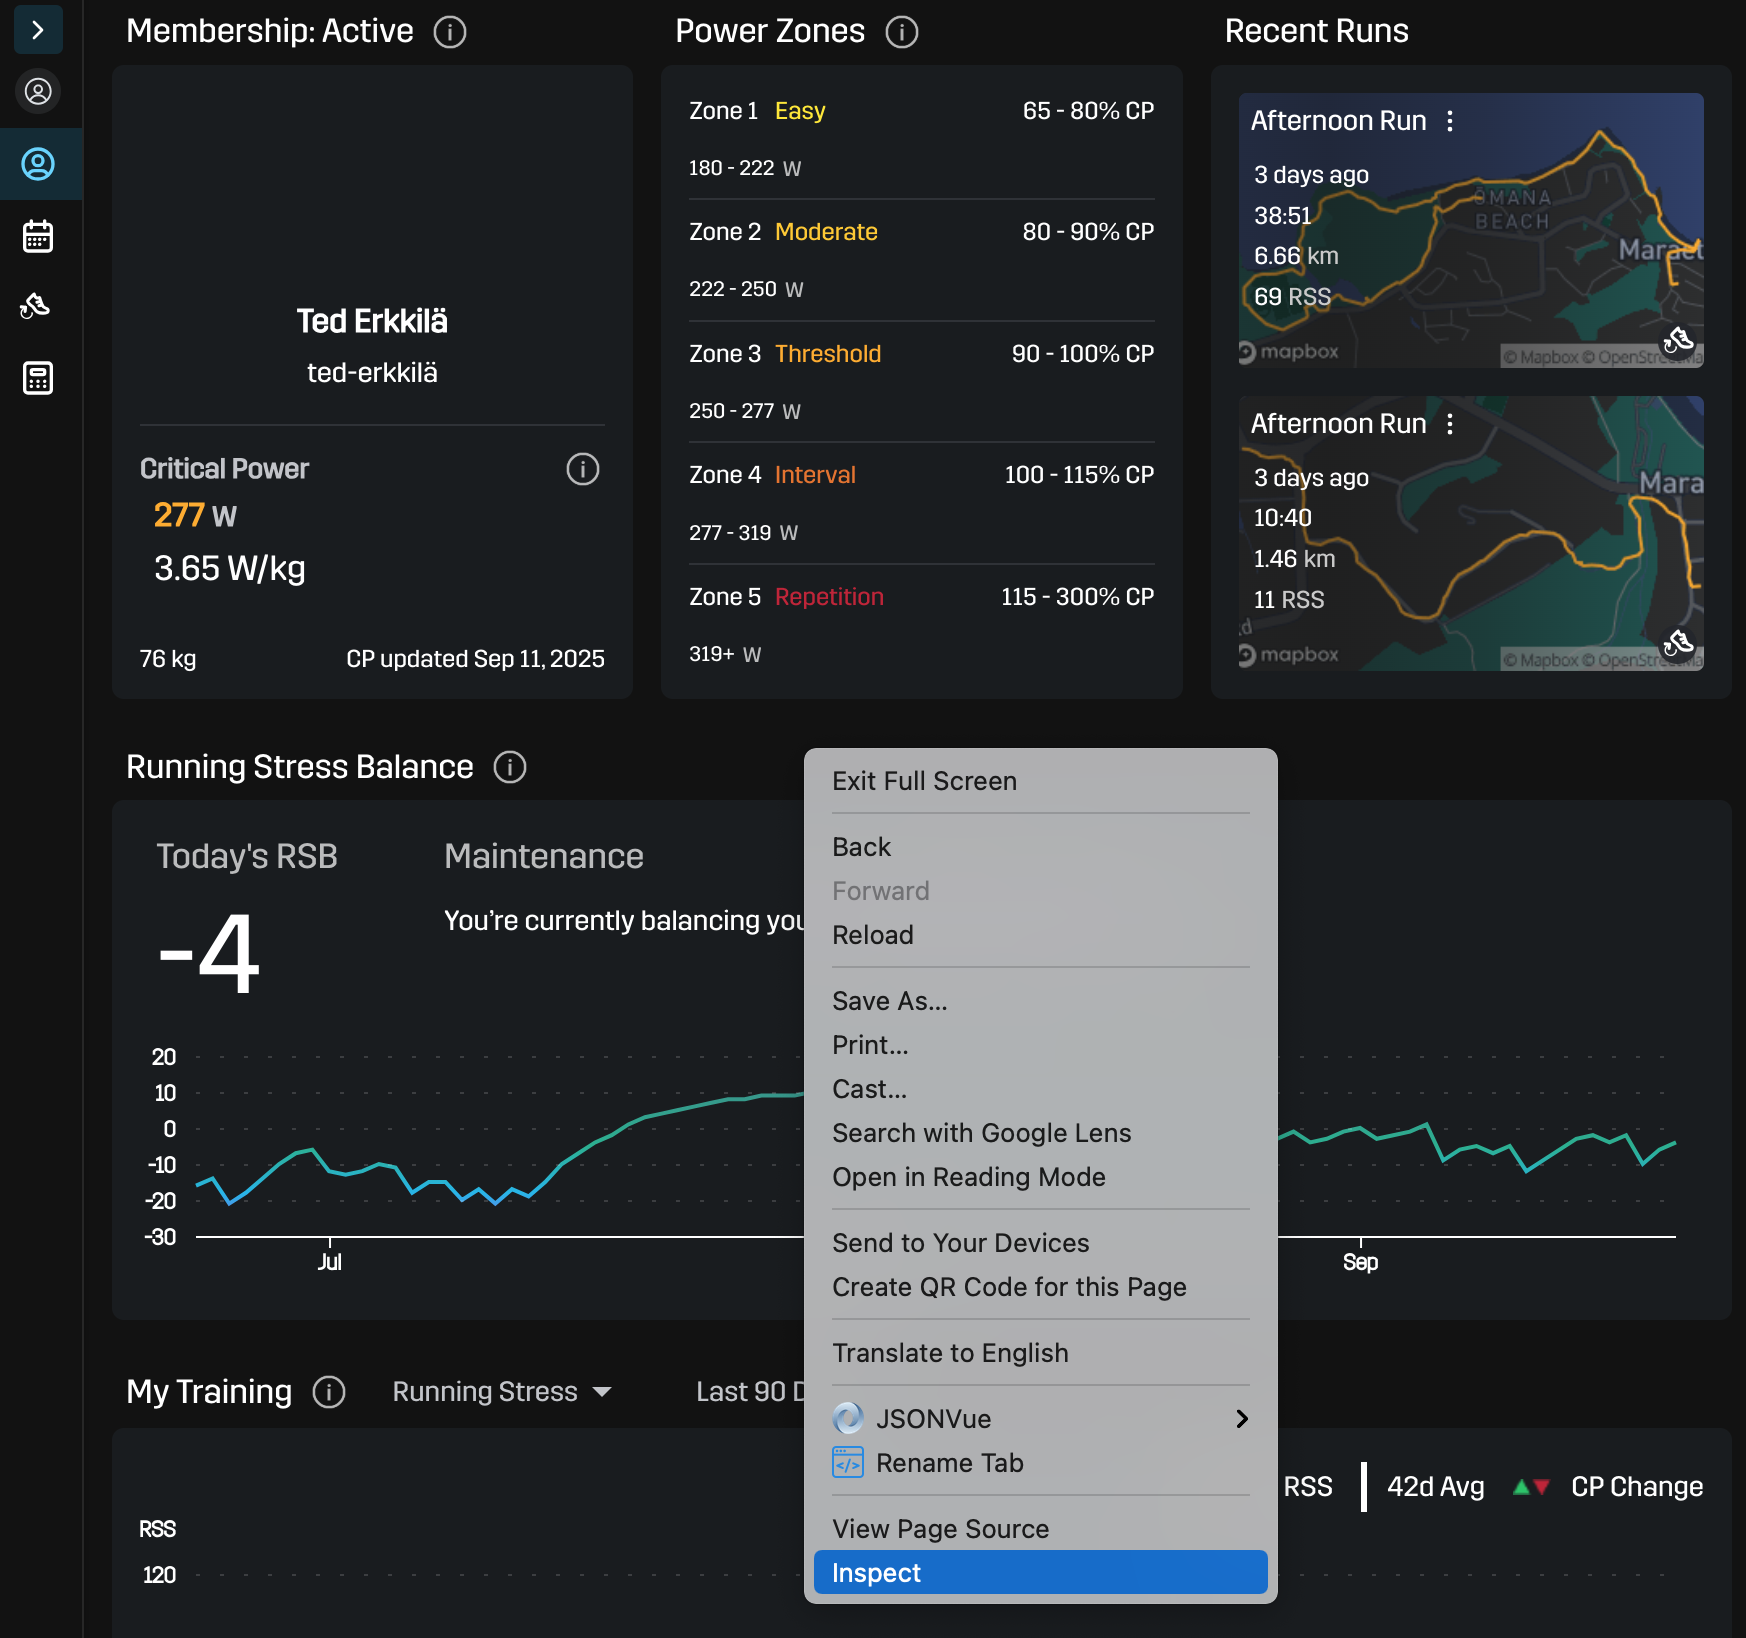 Membership: Active
Ted Erkkilä
ted-erkkilä
Critical Power
277 W
3.65 W/kg
76 kg
CP updated Sep 11, 2025
Power Zones
Zone 1 Easy 65 - 80% CP
180 - 222 W
Zone 2 Moderate 80 - 90% CP
222 - 250 W
Zone 3 Threshold 90 - 100% CP
250 - 277 W
Zone 4 Interval 100 - 115% CP
277 - 319 W
Zone 5 Repetition 115 - 300% CP
319+ W
Recent Runs
Afternoon Run
3 days ago
38:51
6.66 km
69 RSS
ŌMANA
BEACH
Maraet
mapbox
© Mapbox © OpenStreetMa
Afternoon Run
3 days ago
10:40
1.46 km
11 RSS
Mara
rd
mapbox
© Mapbox © OpenStreetMa
Running Stress Balance
Today's RSB
-4
Maintenance
You're currently balancing you
20
10
0
-10
-20
-30
Jul
Sep
Exit Full Screen
Back
Forward
Reload
Save As...
Print...
Cast...
Search with Google Lens
Open in Reading Mode
Send to Your Devices
Create QR Code for this Page
Translate to English
JSONVue
Rename Tab
View Page Source
Inspect
My Training
Running Stress
Last 90 D
RSS
42d Avg
CP Change
RSS
120